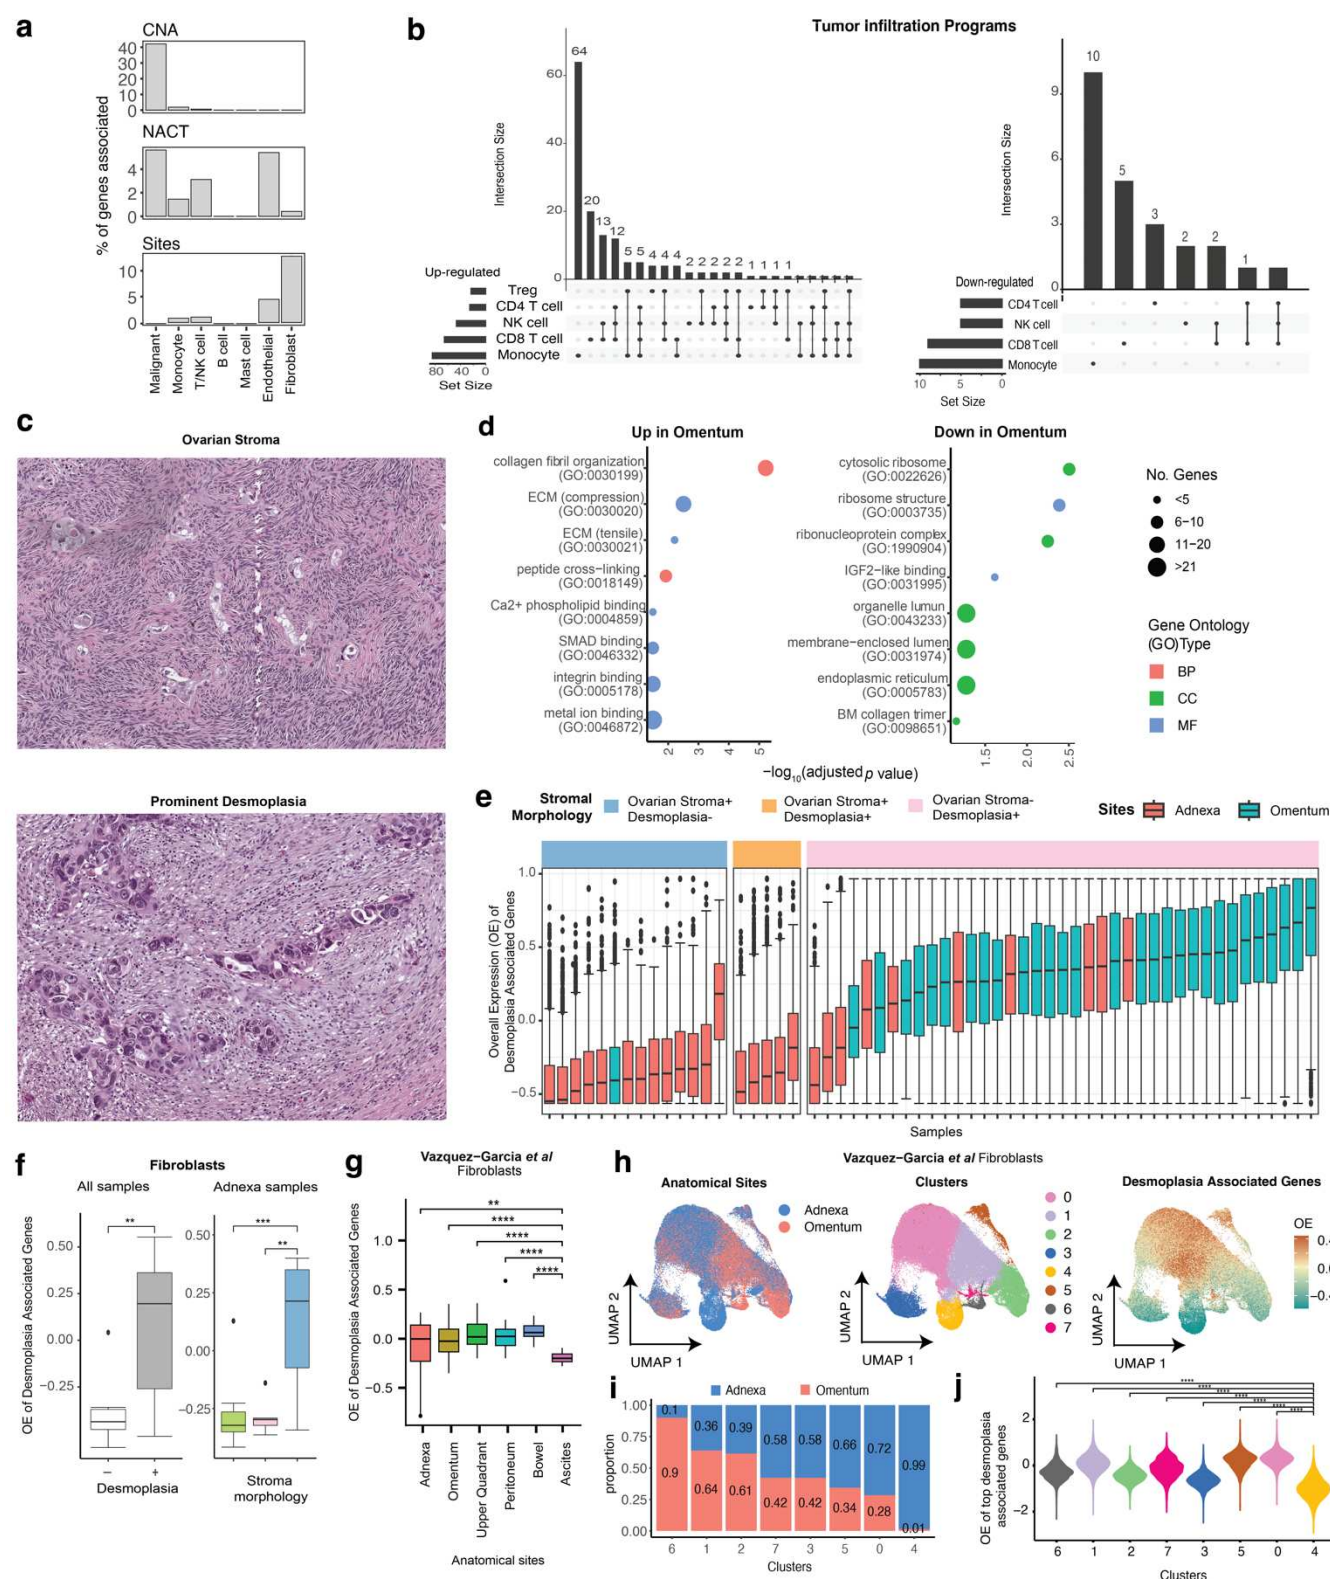 a
CNA
40
30
20
10
0
NACT
4
2
0
Sites
10
5
0
% of genes associated
Malignant
Monocyte
T/NK cell
B cell
Mast cell
Endothelial
Fibroblast
b
Tumor Infiltration Programs
Intersection Size
60
40
20
0
64
20
13
12
5 5 4 4 4 2 2 2 2 2 1 1 1 1
Up-regulated
Treg
CD4 T cell
NK cell
CD8 T cell
Monocyte
80 40 0
Set Size
Intersection Size
9
6
3
0
10
5
3
2
2
1
Down-regulated
CD4 T cell
NK cell
CD8 T cell
Monocyte
10 5 0
Set Size
c
Ovarian Stroma
Prominent Desmoplasia
d
Up in Omentum
collagen fibril organization
(GO:0030199)
ECM (compression)
(GO:0030020)
ECM (tensile)
(GO:0030021)
peptide cross-linking
(GO:0018149)
Ca2+ phospholipid binding
(GO:0004859)
SMAD binding
(GO:0046332)
integrin binding
(GO:0005178)
metal ion binding
(GO:0046872)
2 3 4 5
Down in Omentum
cytosolic ribosome
(GO:0022626)
ribosome structure
(GO:0003735)
ribonucleoprotein complex
(GO:1990904)
IGF2-like binding
(GO:0031995)
organelle lumun
(GO:0043233)
membrane-enclosed lumen
(GO:0031974)
endoplasmic reticulum
(GO:0005783)
BM collagen trimer
(GO:0098651)
1.5 2.0 2.5
−log10(adjusted p value)
No. Genes
<5
6−10
11−20
>21
Gene Ontology
(GO)Type
BP
CC
MF
e
Stromal
Morphology
Ovarian Stroma+
Desmoplasia-
Ovarian Stroma+
Desmoplasia+
Ovarian Stroma-
Desmoplasia+
Sites
Adnexa
Omentum
Overall Expression (OE) of
Desmoplasia Associated Genes
1.0
0.5
0.0
−0.5
Samples
f
Fibroblasts
All samples
Adnexa samples
OE of Desmoplasia Associated Genes
0.50
0.25
0.00
−0.25
**
− +
Desmoplasia
0.50
0.25
0.00
−0.25
***
**
Stroma
morphology
g
Vazquez−Garcia et al
Fibroblasts
OE of Desmoplasia Associated Genes
1.0
0.5
0.0
−0.5
**
****
****
****
****
Adnexa
Omentum
Upper Quadrant
Peritoneum
Bowel
Ascites
Anatomical sites
h
Vazquez−Garcia et al Fibroblasts
Anatomical Sites
Adnexa
Omentum
UMAP 2
UMAP 1
Clusters
0
1
2
3
4
5
6
7
UMAP 2
UMAP 1
Desmoplasia Associated Genes
OE
0.4
0.0
−0.4
UMAP 2
UMAP 1
i
Adnexa
Omentum
proportion
1.00
0.75
0.50
0.25
0.00
0.1 0.36 0.39 0.58 0.58 0.66 0.72 0.99
0.9 0.64 0.61 0.42 0.42 0.34 0.28 0.01
6 1 2 7 3 5 0 4
Clusters
j
OE of top desmoplasia
associated genes
2
0
−2
****
****
****
****
****
****
****
6 1 2 7 3 5 0 4
Clusters